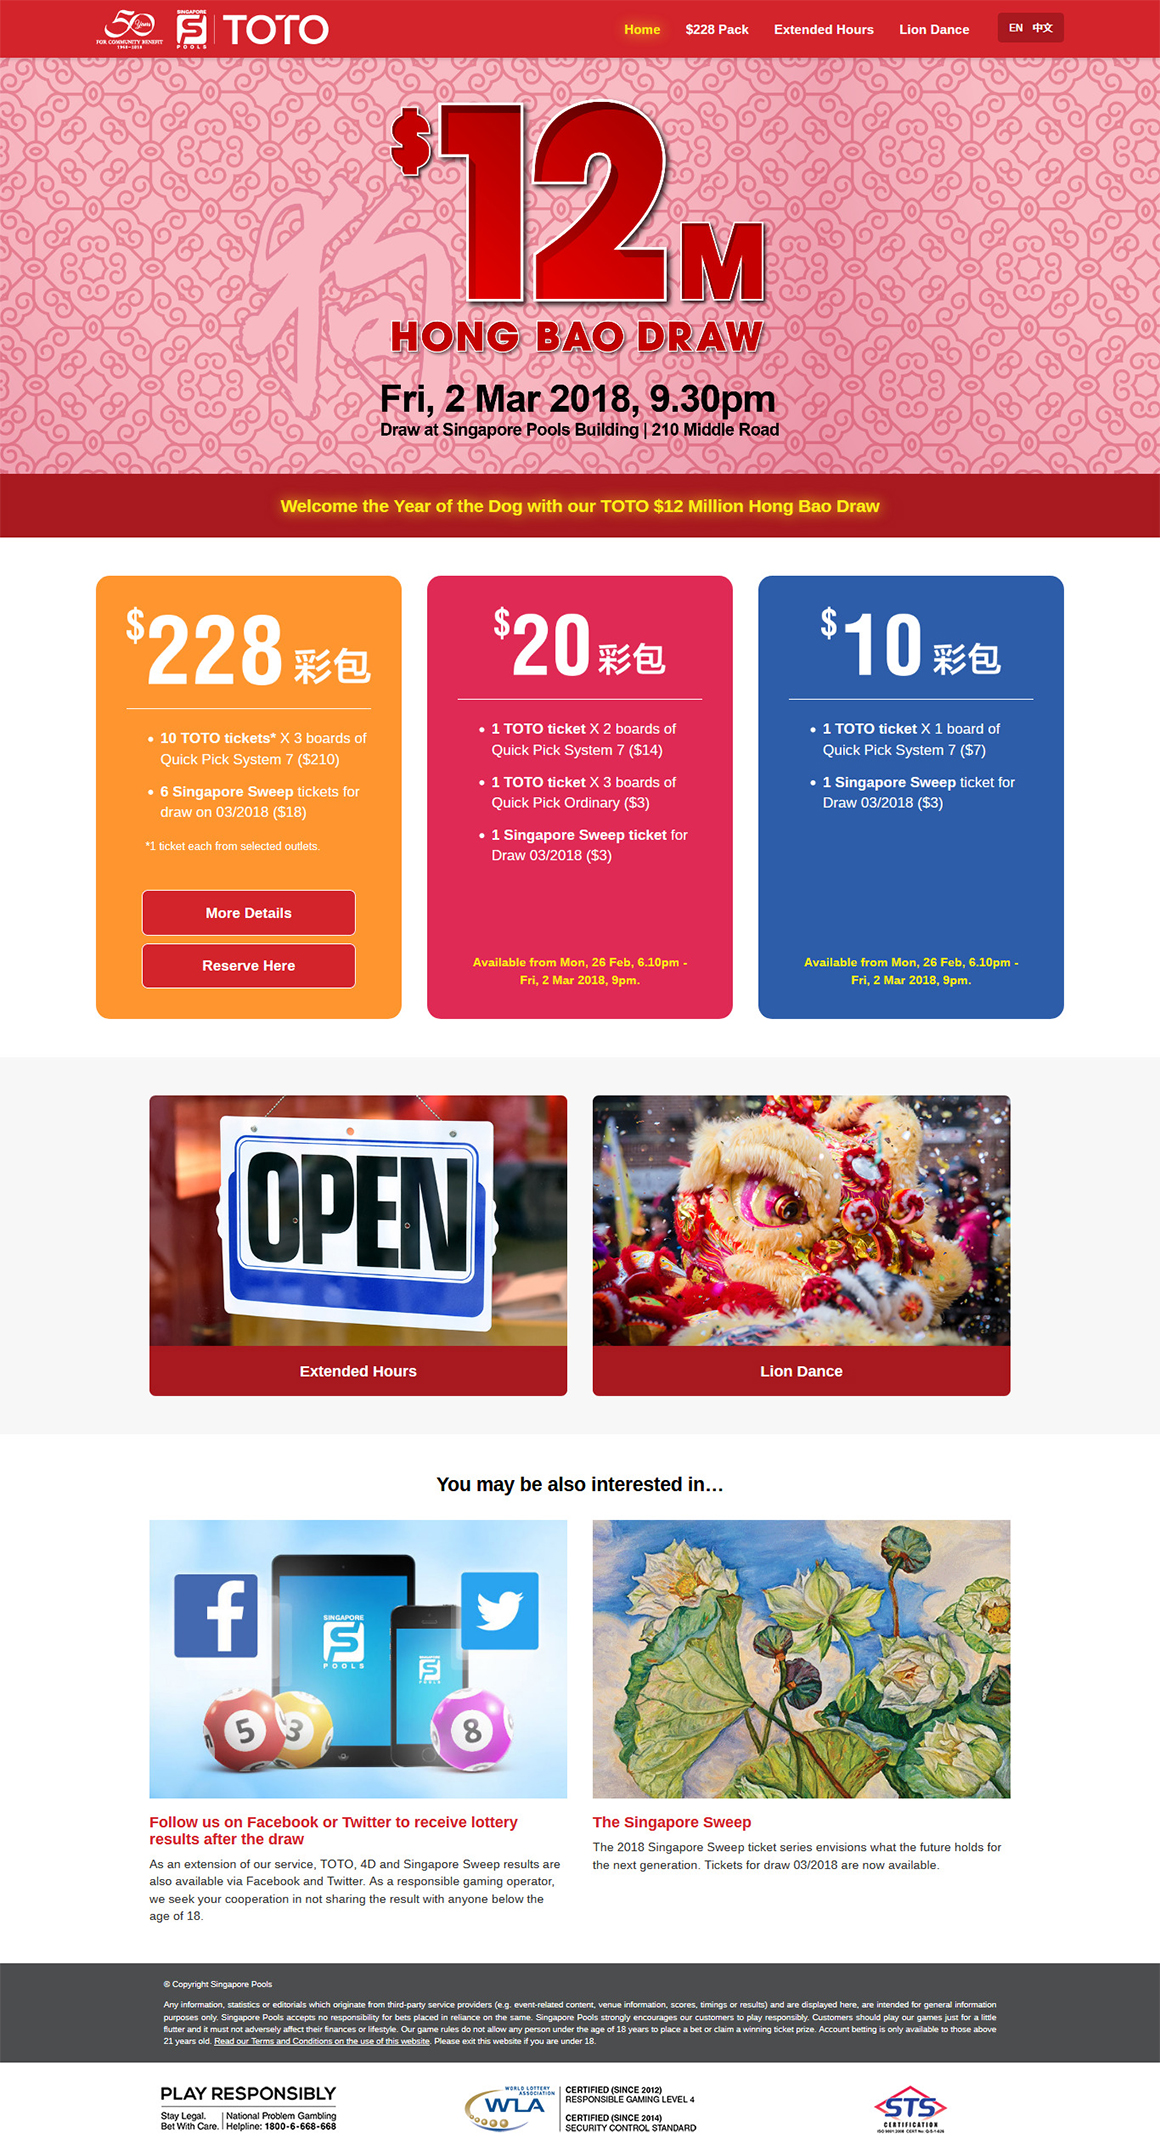 50 Years
FOR COMMUNITY BENEFIT
1968-2018
SINGAPORE
POOLS
TOTO
Home
$228 Pack
Extended Hours
Lion Dance
EN 中文
狗
$12M
HONG BAO DRAW
Fri, 2 Mar 2018, 9.30pm
Draw at Singapore Pools Building | 210 Middle Road
Welcome the Year of the Dog with our TOTO $12 Million Hong Bao Draw
$228 彩包
• 10 TOTO tickets* X 3 boards of
Quick Pick System 7 ($210)
• 6 Singapore Sweep tickets for
draw on 03/2018 ($18)
*1 ticket each from selected outlets.
More Details
Reserve Here
$20 彩包
• 1 TOTO ticket X 2 boards of
Quick Pick System 7 ($14)
• 1 TOTO ticket X 3 boards of
Quick Pick Ordinary ($3)
• 1 Singapore Sweep ticket for
Draw 03/2018 ($3)
Available from Mon, 26 Feb, 6.10pm -
Fri, 2 Mar 2018, 9pm.
$10 彩包
• 1 TOTO ticket X 1 board of
Quick Pick System 7 ($7)
• 1 Singapore Sweep ticket for
Draw 03/2018 ($3)
Available from Mon, 26 Feb, 6.10pm -
Fri, 2 Mar 2018, 9pm.
OPEN
Extended Hours
Lion Dance
You may be also interested in…
SINGAPORE
POOLS
SINGAPORE
POOLS
5
3
8
Follow us on Facebook or Twitter to receive lottery
results after the draw
As an extension of our service, TOTO, 4D and Singapore Sweep results are
also available via Facebook and Twitter. As a responsible gaming operator,
we seek your cooperation in not sharing the result with anyone below the
age of 18.
The Singapore Sweep
The 2018 Singapore Sweep ticket series envisions what the future holds for
the next generation. Tickets for draw 03/2018 are now available.
© Copyright Singapore Pools
Any information, statistics or editorials which originate from third-party service providers (e.g. event-related content, venue information, scores, timings or results) and are displayed here, are intended for general information
purposes only. Singapore Pools accepts no responsibility for bets placed in reliance on the same. Singapore Pools strongly encourages our customers to play responsibly. Customers should play our games just for a little
flutter and it must not adversely affect their finances or lifestyle. Our game rules do not allow any person under the age of 18 years to place a bet or claim a winning ticket prize. Account betting is only available to those above
21 years old. Read our Terms and Conditions on the use of this website. Please exit this website if you are under 18.
PLAY RESPONSIBLY
Stay Legal.
Bet With Care.
National Problem Gambling
Helpline: 1800-6-668-668
WORLD LOTTERY
ASSOCIATION
WLA
CERTIFIED (SINCE 2012)
RESPONSIBLE GAMING LEVEL 4
CERTIFIED (SINCE 2014)
SECURITY CONTROL STANDARD
STS
CERTIFICATION